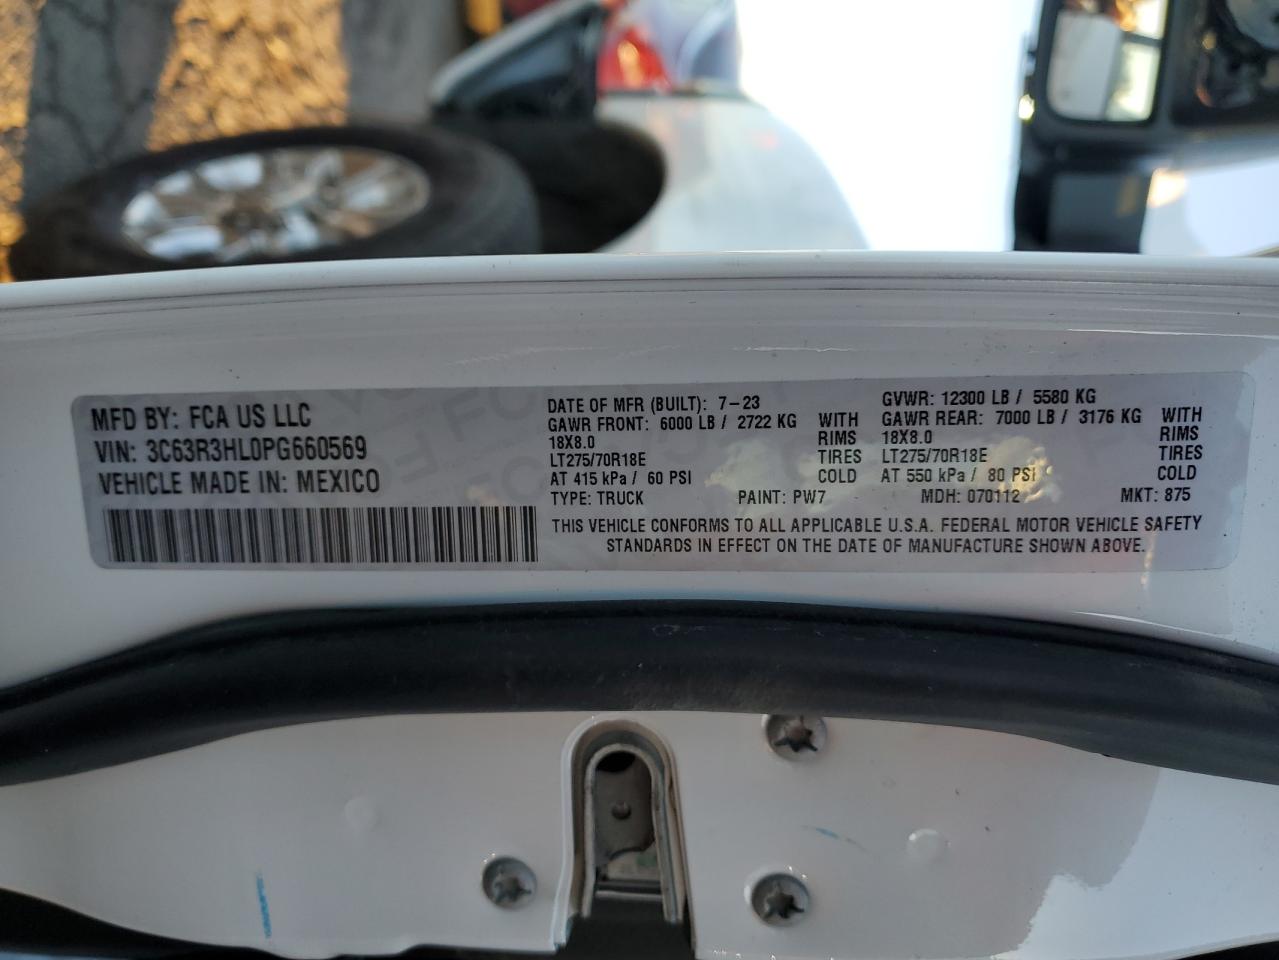 MFD BY: FCA US LLC
VIN: 3C63R3HL0PG660569
VEHICLE MADE IN: MEXICO
DATE OF MFR (BUILT): 7-23
GAWR FRONT: 6000 LB / 2722 KG WITH
18X8.0 RIMS
LT275/70R18E TIRES
AT 415 kPa / 60 PSI COLD
GVWR: 12300 LB / 5580 KG
GAWR REAR: 7000 LB / 3176 KG WITH
18X8.0 RIMS
LT275/70R18E TIRES
AT 550 kPa / 80 PSI COLD
TYPE: TRUCK PAINT: PW7 MDH: 070112 MKT: 875
THIS VEHICLE CONFORMS TO ALL APPLICABLE U.S.A. FEDERAL MOTOR VEHICLE SAFETY
STANDARDS IN EFFECT ON THE DATE OF MANUFACTURE SHOWN ABOVE.